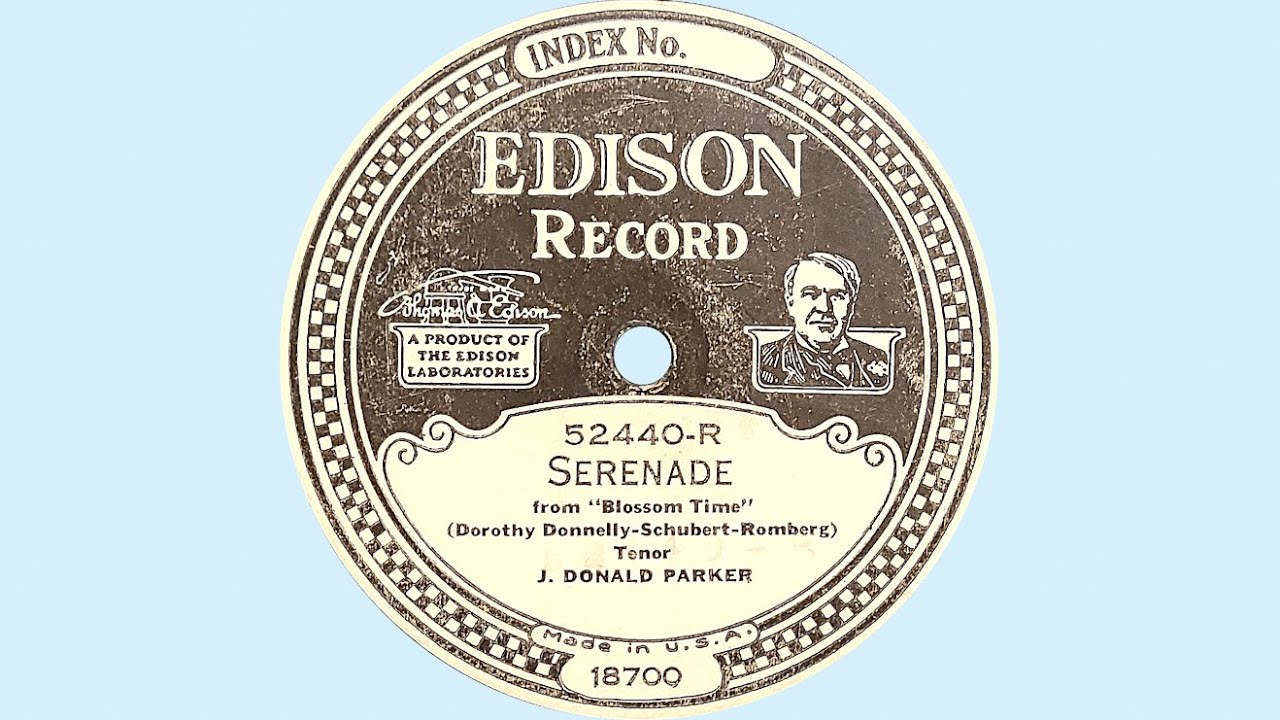 INDEX No.
EDISON
RECORD
Thomas A Edison
A PRODUCT OF
THE EDISON
LABORATORIES
52440-R
SERENADE
from "Blossom Time"
(Dorothy Donnelly-Schubert-Romberg)
Tenor
J. DONALD PARKER
Made in U.S.A.
18700